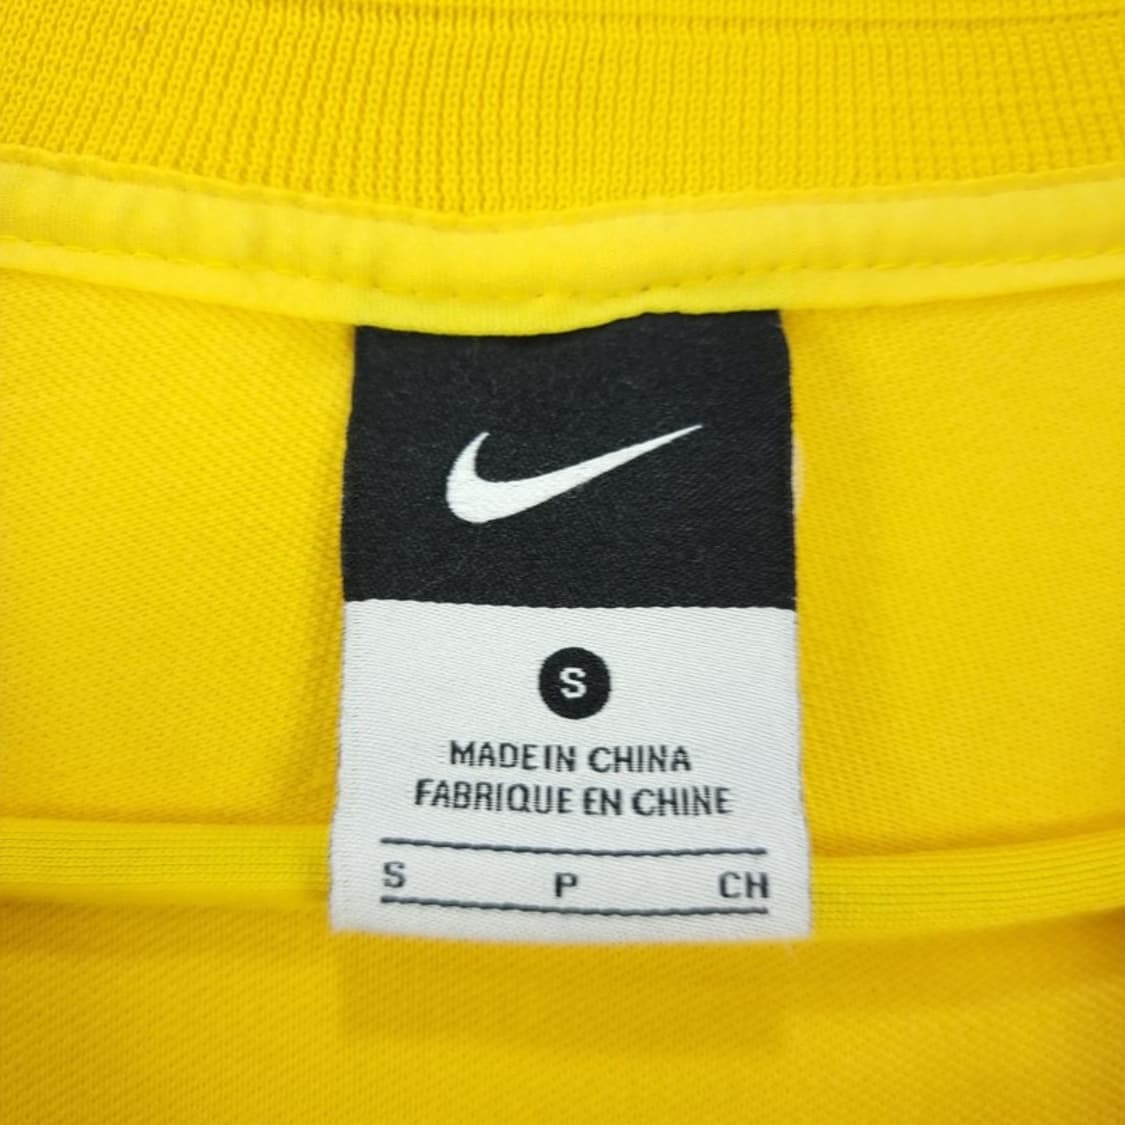 S
MADE IN CHINA
FABRIQUE EN CHINE
S P CH